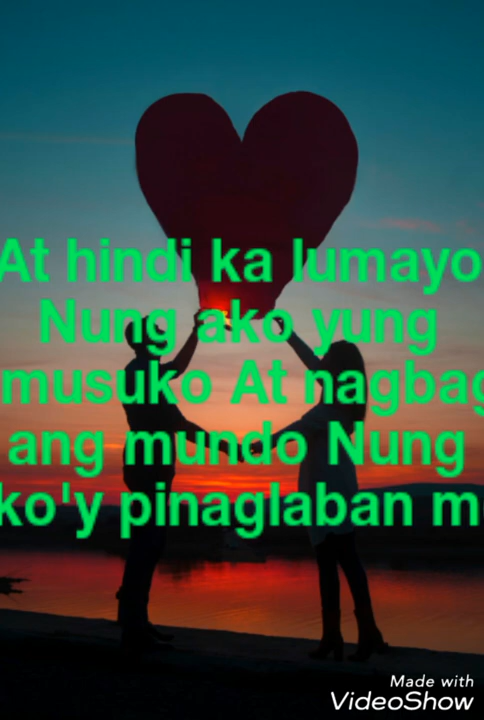 At hindi ka lumayo
Nung ako yung
musuko At nagbag
ang mundo Nung
ko'y pinaglaban m
Made with
VideoShow